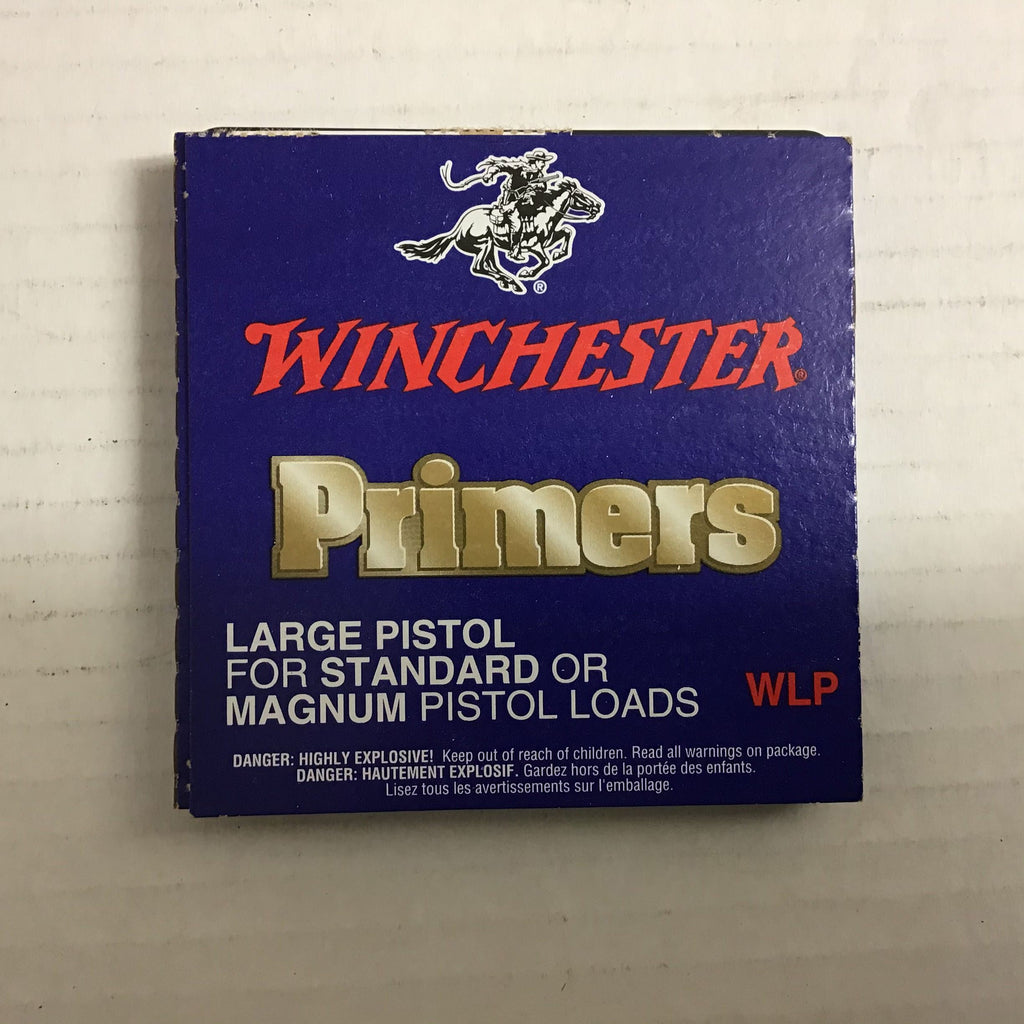 ®
WINCHESTER®
Primers
LARGE PISTOL
FOR STANDARD OR
MAGNUM PISTOL LOADS
WLP
DANGER: HIGHLY EXPLOSIVE! Keep out of reach of children. Read all warnings on package.
DANGER: HAUTEMENT EXPLOSIF. Gardez hors de la portée des enfants.
Lisez tous les avertissements sur l'emballage.